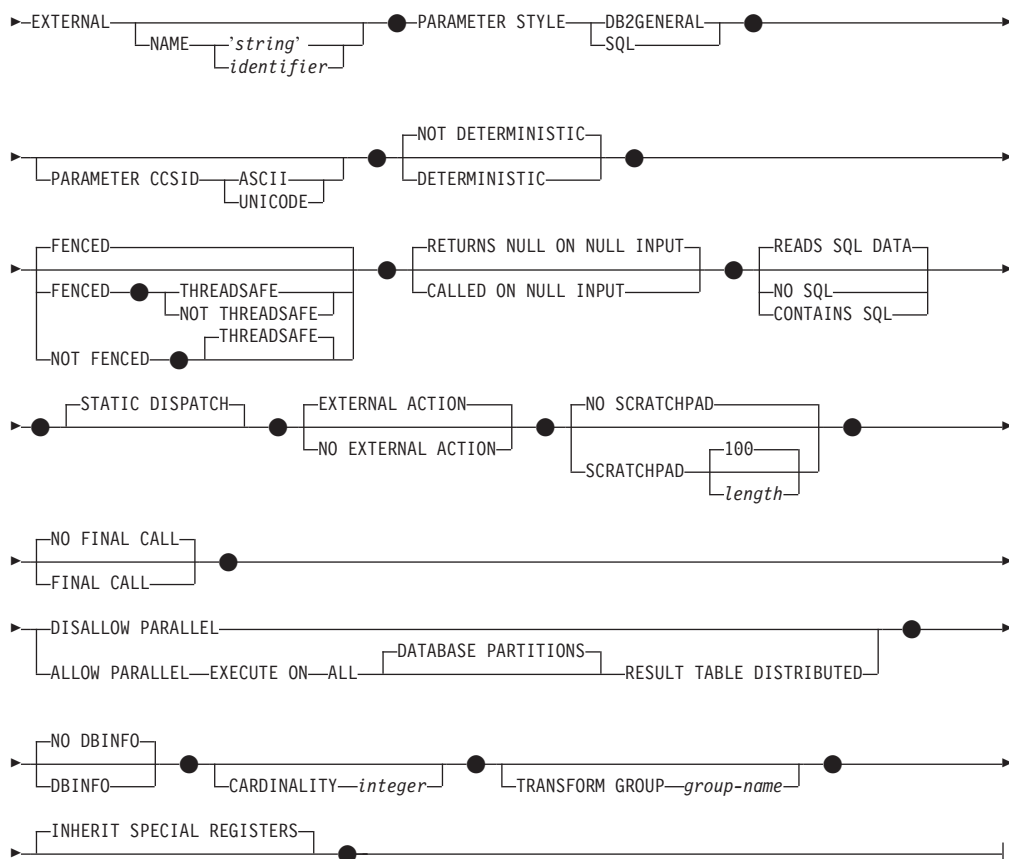 EXTERNAL NAME 'string' PARAMETER STYLE DB2GENERAL
identifier SQL
NOT DETERMINISTIC
PARAMETER CCSID ASCII DETERMINISTIC
UNICODE
FENCED RETURNS NULL ON NULL INPUT READS SQL DATA
FENCED THREADSAFE CALLED ON NULL INPUT NO SQL
NOT THREADSAFE CONTAINS SQL
THREADSAFE
NOT FENCED
STATIC DISPATCH EXTERNAL ACTION NO SCRATCHPAD
NO EXTERNAL ACTION 100
SCRATCHPAD
length
NO FINAL CALL
FINAL CALL
DISALLOW PARALLEL
DATABASE PARTITIONS
ALLOW PARALLEL EXECUTE ON ALL RESULT TABLE DISTRIBUTED
NO DBINFO
DBINFO CARDINALITY integer TRANSFORM GROUP group-name
INHERIT SPECIAL REGISTERS